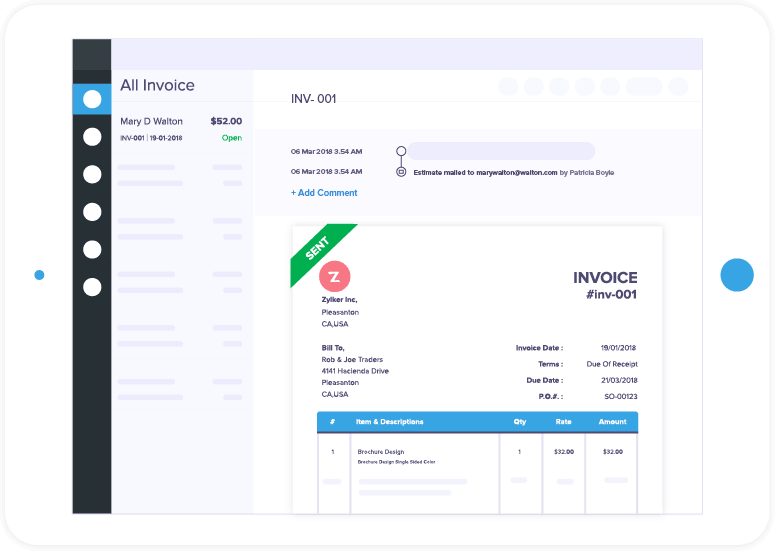 All Invoice
Mary D Walton $52.00
INV-001 | 19-01-2018 Open
INV- 001
06 Mar 2018 3.54 AM
06 Mar 2018 3.54 AM Estimate mailed to marywalton@walton.com by Patricia Boyle
+ Add Comment
SENT
Z
INVOICE
#inv-001
Zylker Inc,
Pleasanton
CA,USA
Bill To,
Rob & Joe Traders
4141 Hacienda Drive
Pleasanton
CA,USA
Invoice Date : 19/01/2018
Terms : Due Of Receipt
Due Date : 21/03/2018
P.O.#. : SO-00123
# Item & Descriptions Qty Rate Amount
1 Brochure Design 1 $32.00 $32.00
Brochure Design Single Sided Color